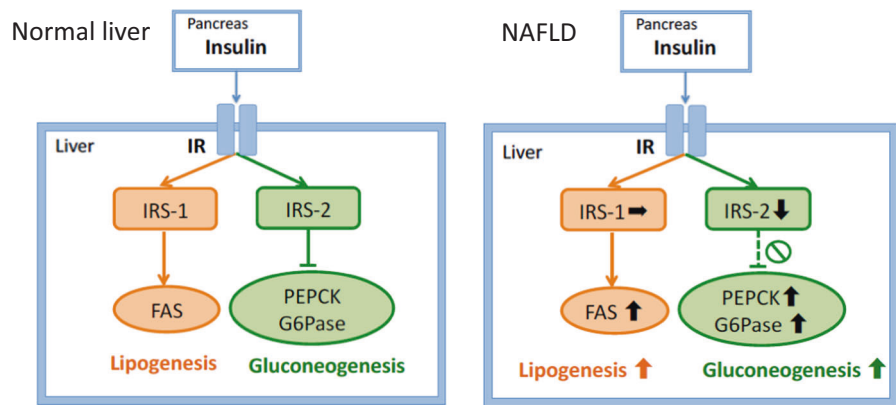 Normal liver
Pancreas
Insulin
Liver
IR
IRS-1
IRS-2
FAS
PEPCK
G6Pase
Lipogenesis
Gluconeogenesis
NAFLD
Pancreas
Insulin
Liver
IR
IRS-1
IRS-2
FAS
PEPCK
G6Pase
Lipogenesis
Gluconeogenesis